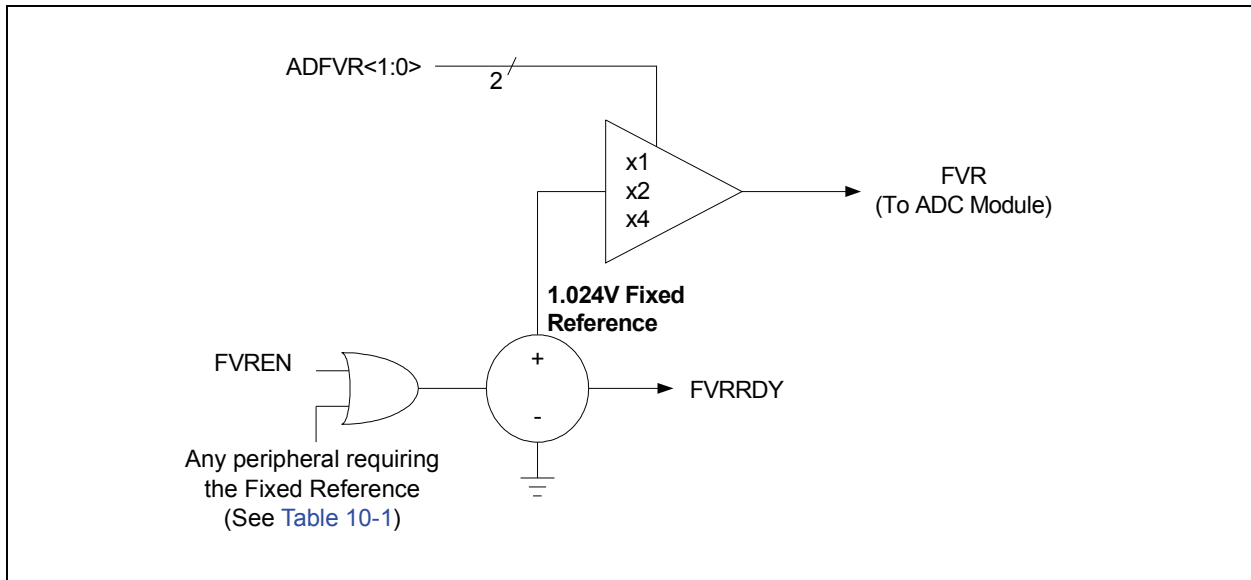 ADFVR<1:0>
2
x1
x2
x4
FVR
(To ADC Module)
1.024V Fixed
Reference
FVREN
+
-
FVRRDY
Any peripheral requiring
the Fixed Reference
(See Table 10-1)